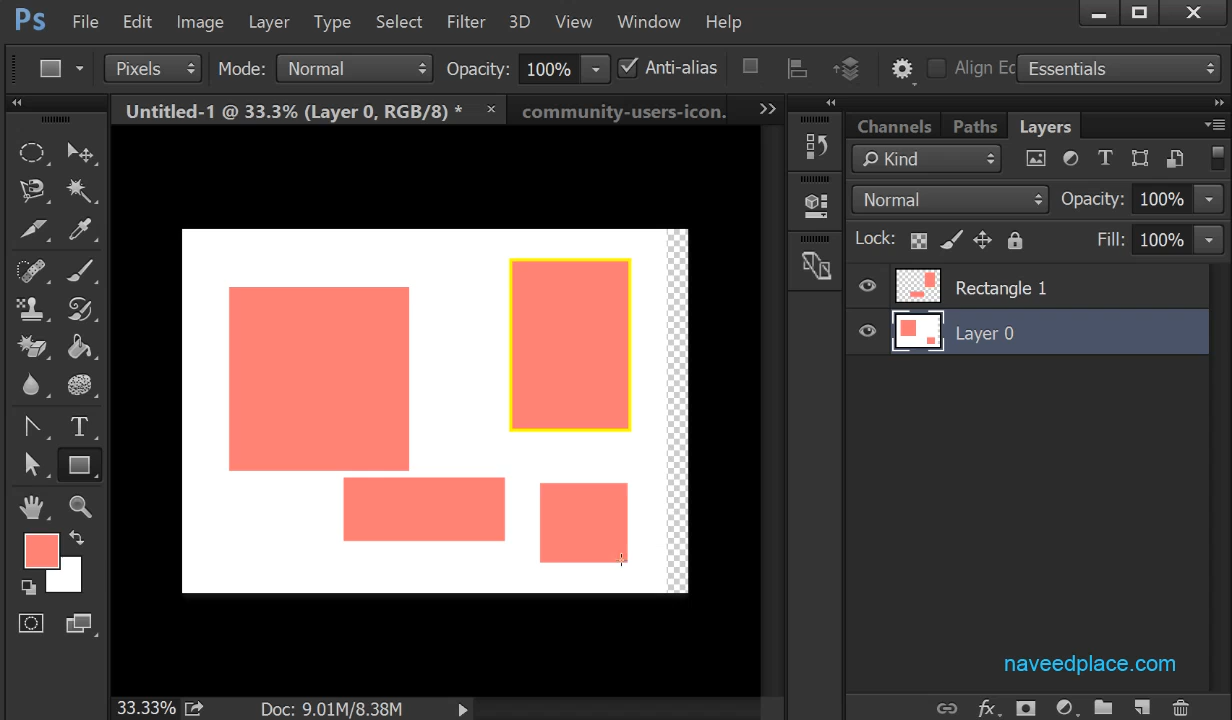 Ps File Edit Image Layer Type Select Filter 3D View Window Help
Pixels Mode: Normal Opacity: 100% Anti-alias Align Ec Essentials
Untitled-1 @ 33.3% (Layer 0, RGB/8) * × community-users-icon.
Channels Paths Layers
Kind
Normal Opacity: 100%
Lock: Fill: 100%
Rectangle 1
Layer 0
naveedplace.com
33.33% Doc: 9.01M/8.38M